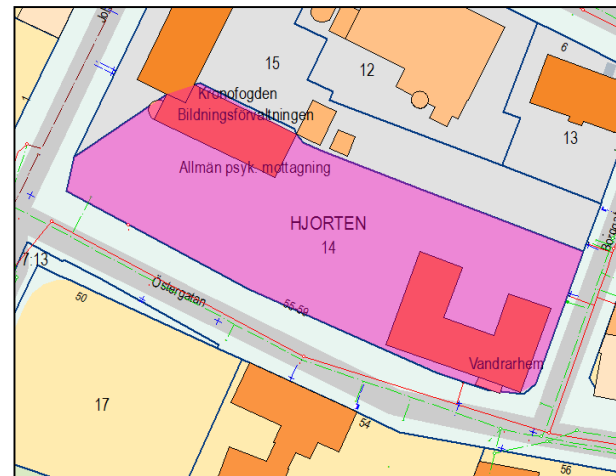 6
15
12
13
Kronofogden
Bildningsförvaltningen
Allmän psyk. mottagning
HJORTEN
14
7:13
Östergatan
50
55-59
Vandrarhem
17
54
56